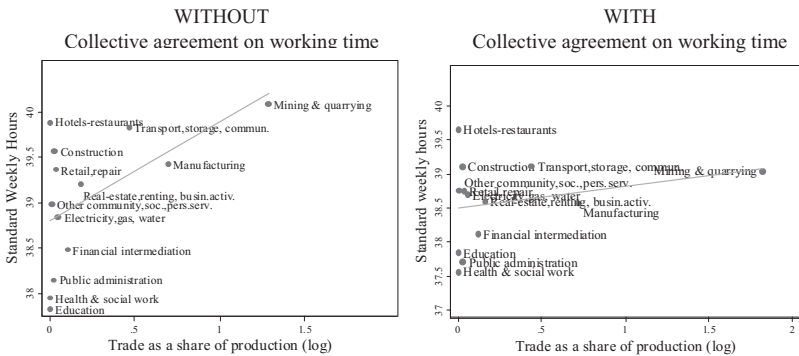 WITHOUT
Collective agreement on working time
Standard Weekly Hours
40
39.5
39
38.5
38
Hotels-restaurants
Transport,storage, commun.
Mining & quarrying
Construction
Retail,repair
Manufacturing
Real-estate,renting, busin.activ.
Other community,soc.,pers.serv.
Electricity,gas, water
Financial intermediation
Public administration
Health & social work
Education
0
.5
1
1.5
Trade as a share of production (log)
WITH
Collective agreement on working time
Standard weekly hours
40
39.5
39
38.5
38
37.5
37
Hotels-restaurants
Construction
Transport,storage, commun.
Mining & quarrying
Other community,soc.,pers.serv.
Retail,repair
Electricity,gas, water
Real-estate,renting, busin.activ.
Manufacturing
Financial intermediation
Education
Public administration
Health & social work
0
.5
1
1.5
2
Trade as a share of production (log)